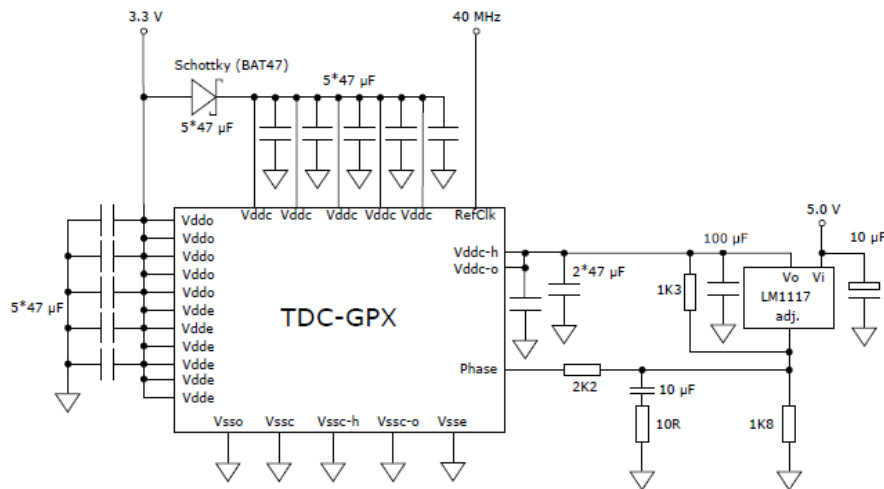 3.3 V
40 MHz
Schottky (BAT47)
5*47 µF
5*47 µF
Vddc
Vddc
Vddc
Vddc
Vddc
RefClk
5.0 V
Vddo
Vddo
Vddo
Vddo
Vddo
Vdde
Vdde
Vdde
Vdde
Vdde
Vdde
5*47 µF
TDC-GPX
Vddc-h
Vddc-o
2*47 µF
100 µF
10 µF
1K3
Vo
Vi
LM1117
adj.
Phase
2K2
10 µF
10R
1K8
Vsso
Vssc
Vssc-h
Vssc-o
Vsse